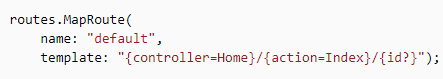 routes.MapRoute(
    name: "default",
    template: "{controller=Home}/{action=Index}/{id?}");